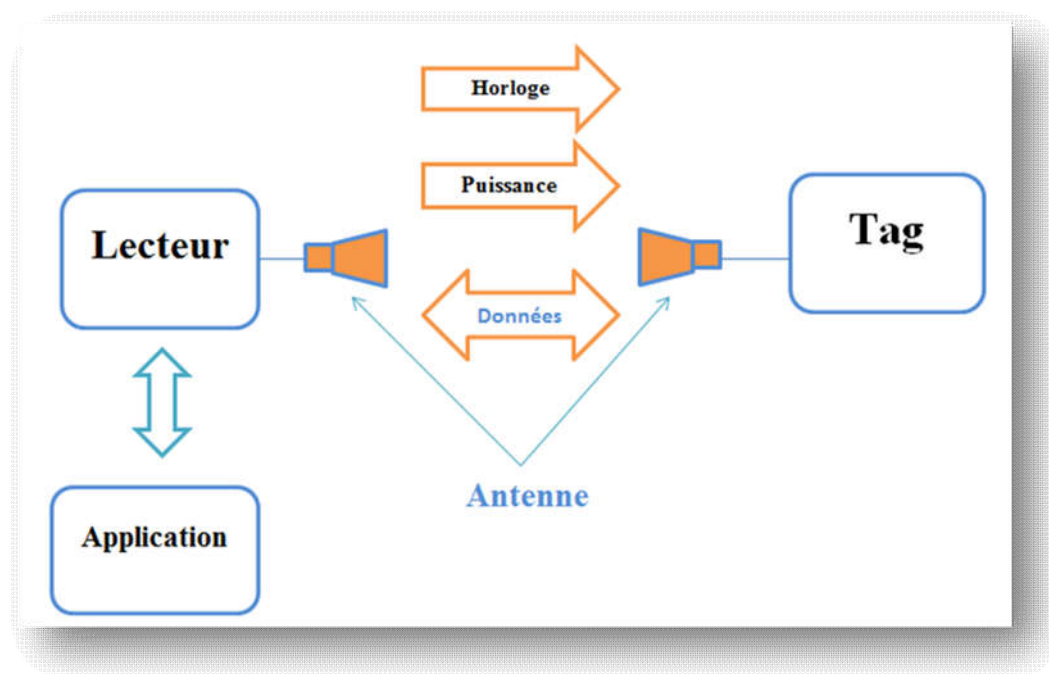 Horloge
Puissance
Lecteur
Tag
Données
Antenne
Application